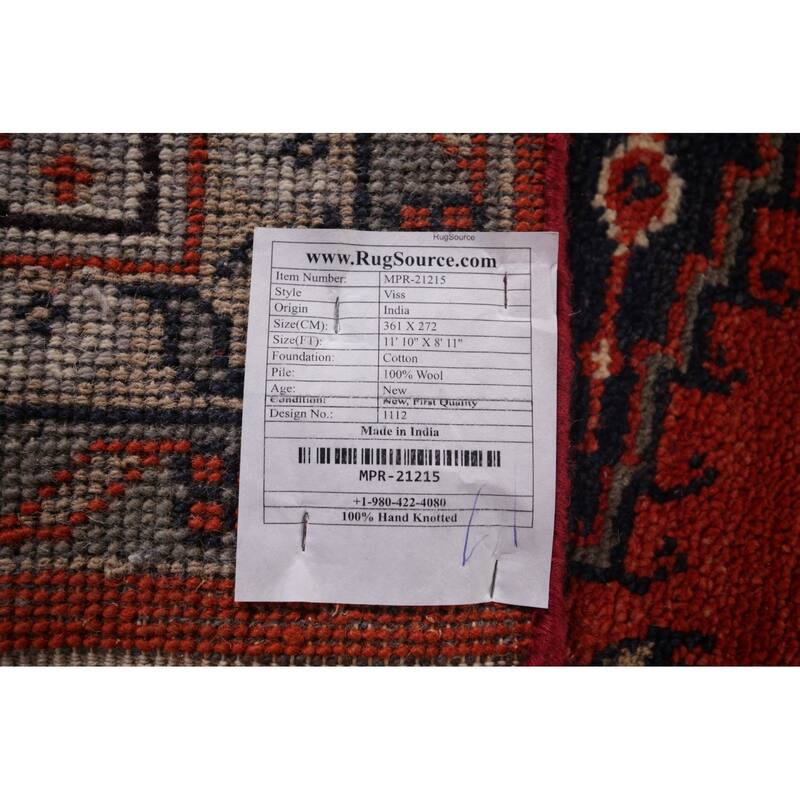 RugSource
www.RugSource.com
Item Number: MPR-21215
Style Viss
Origin India
Size(CM): 361 X 272
Size(FT): 11' 10" X 8' 11"
Foundation: Cotton
Pile: 100% Wool
Age: New
Condition: New, First Quality
Design No.: 1112
Made in India
MPR-21215
+1-980-422-4080
100% Hand Knotted